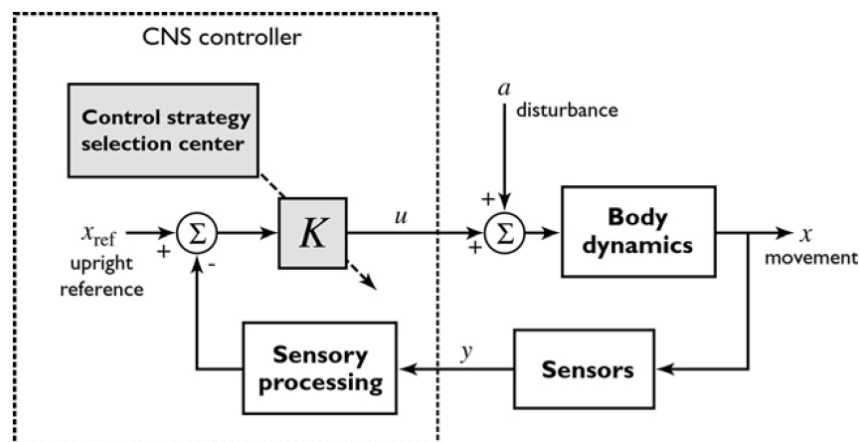 CNS controller
Control strategy
selection center
a
disturbance
x_ref
upright
reference
+
Σ
-
K
u
+
+
Σ
Body
dynamics
x
movement
Sensory
processing
y
Sensors